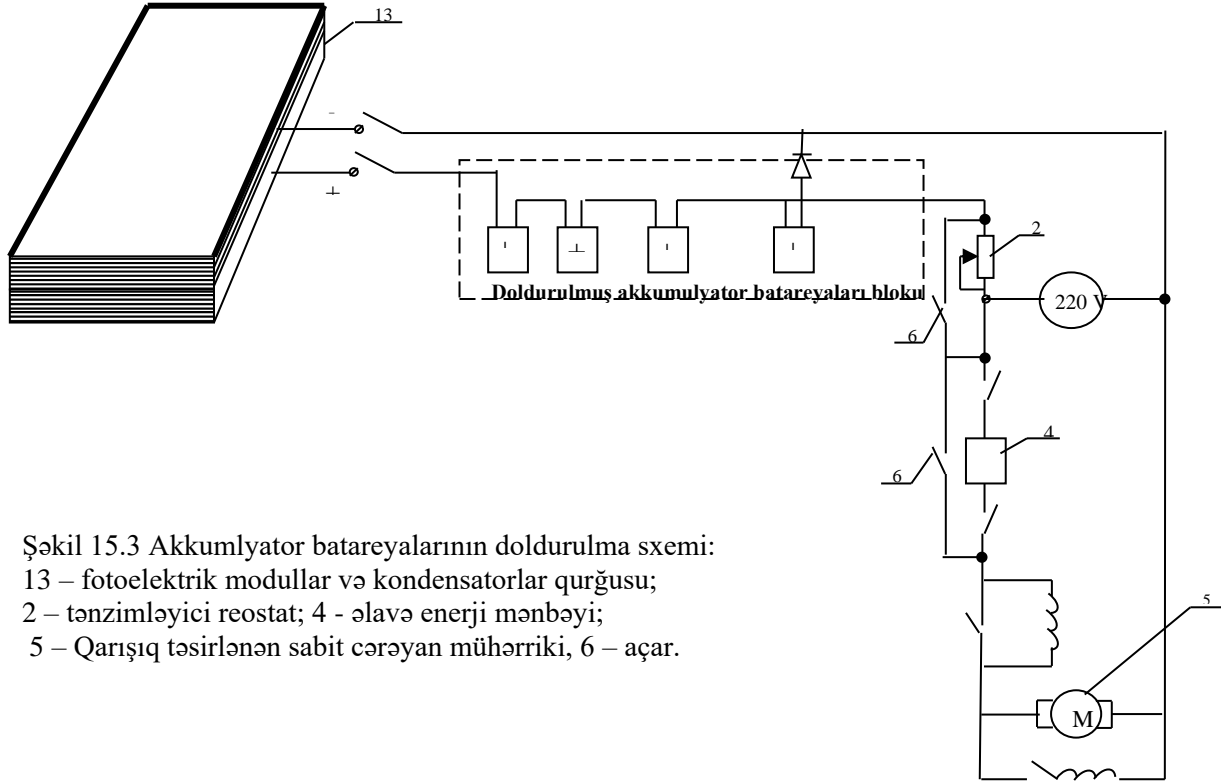 13
-
+
2
Doldurulmuş akkumulyator batareyaları bloku
220 V
6
4
6
Şəkil 15.3 Akkumlyator batareyalarının doldurulma sxemi:
13 – fotoelektrik modullar və kondensatorlar qurğusu;
2 – tənzimləyici reostat; 4 - əlavə enerji mənbəyi;
5 – Qarışıq təsirlənən sabit cərəyan mühərriki, 6 – açar.
5
M